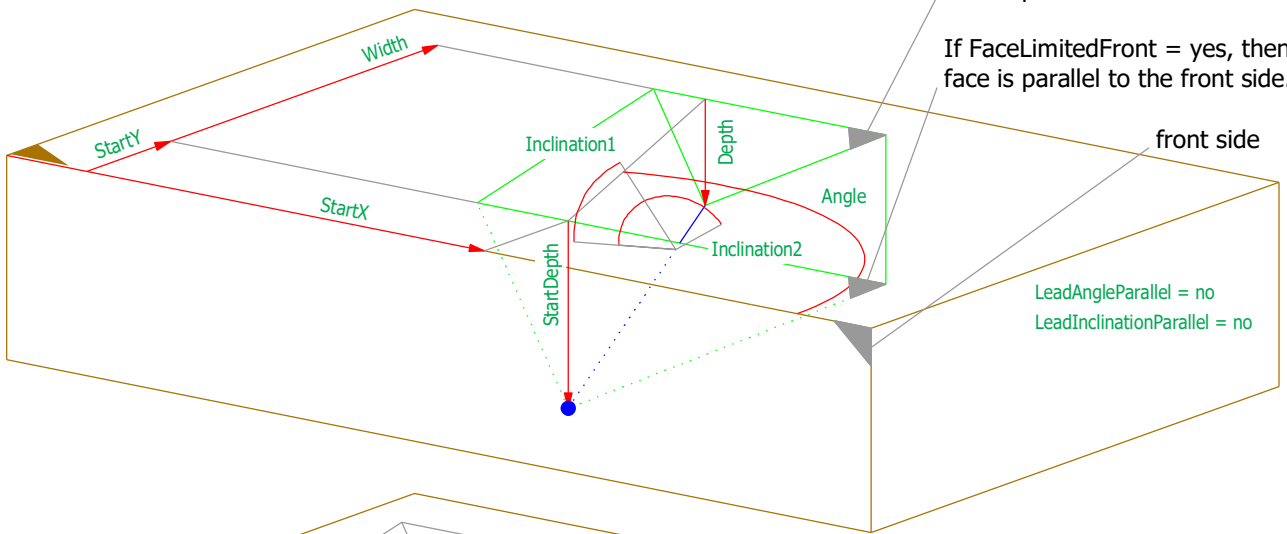 If FaceLimitedFront = yes, then
face is parallel to the front side.
front side
Width
StartY
Inclination1
Depth
StartX
Angle
Inclination2
StartDepth
LeadAngleParallel = no
LeadInclinationParallel = no